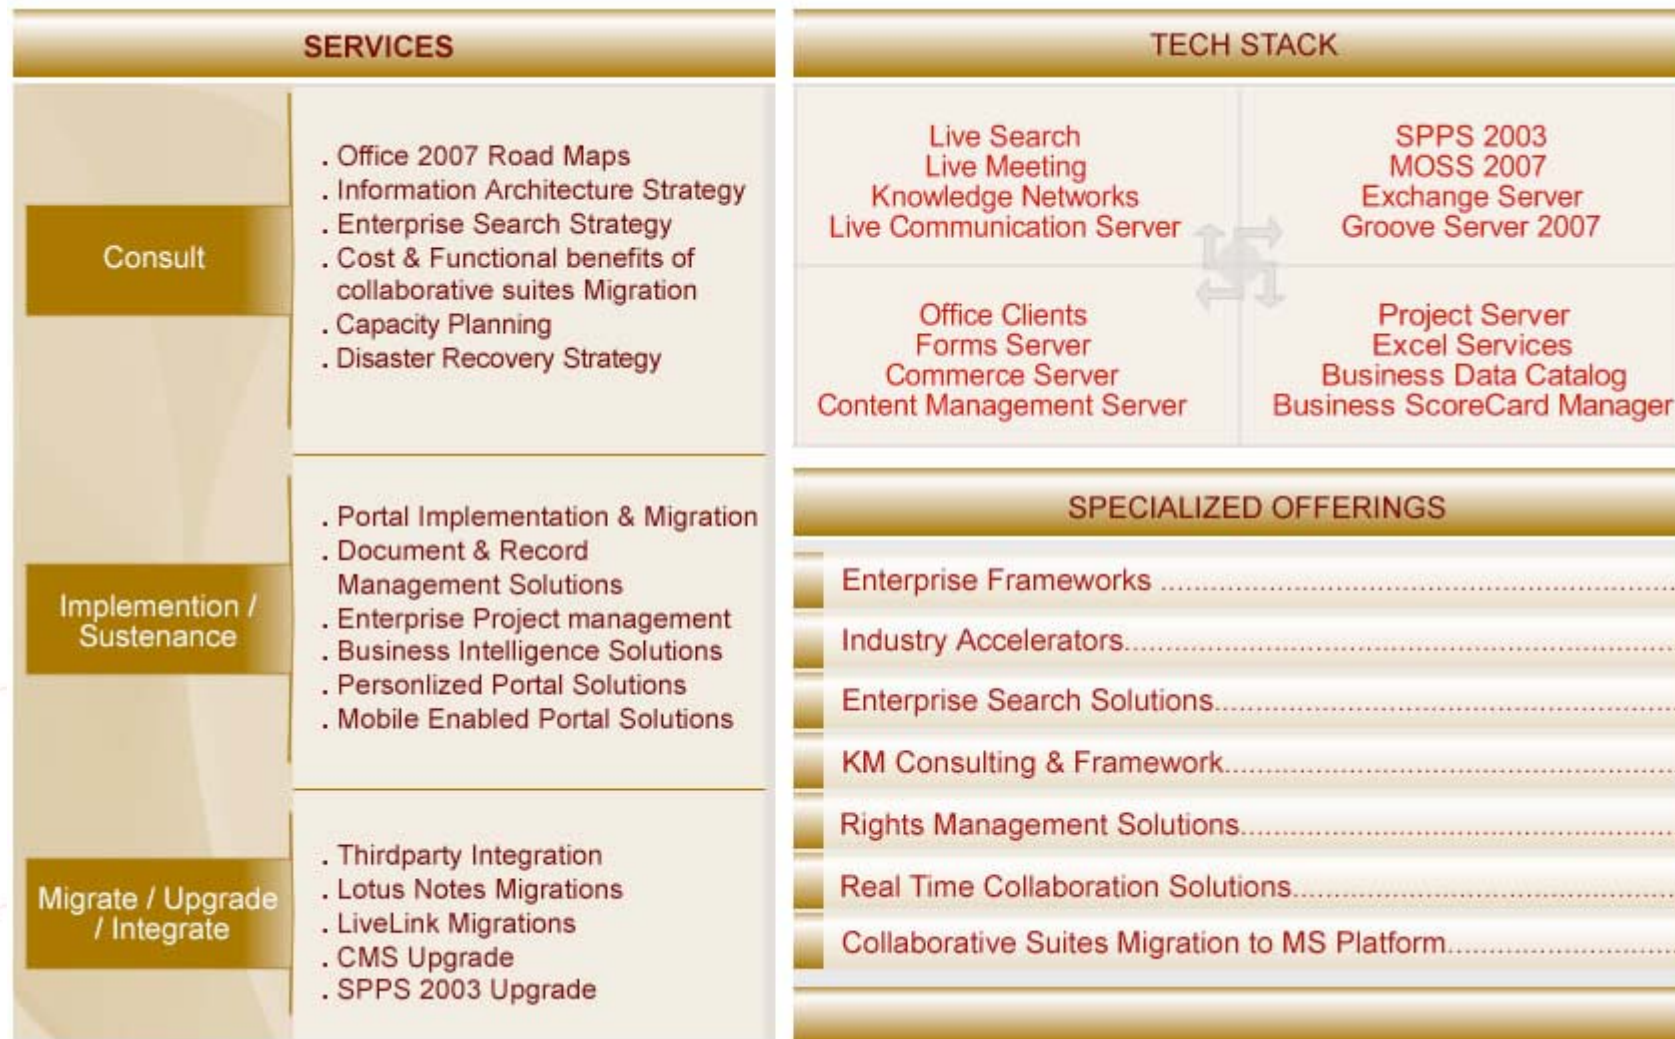 SERVICES
Consult
. Office 2007 Road Maps
. Information Architecture Strategy
. Enterprise Search Strategy
. Cost & Functional benefits of
collaborative suites Migration
. Capacity Planning
. Disaster Recovery Strategy
Implemention /
Sustenance
. Portal Implementation & Migration
. Document & Record
Management Solutions
. Enterprise Project management
. Business Intelligence Solutions
. Personlized Portal Solutions
. Mobile Enabled Portal Solutions
Migrate / Upgrade
/ Integrate
. Thirdparty Integration
. Lotus Notes Migrations
. LiveLink Migrations
. CMS Upgrade
. SPPS 2003 Upgrade
TECH STACK
Live Search
Live Meeting
Knowledge Networks
Live Communication Server
SPPS 2003
MOSS 2007
Exchange Server
Groove Server 2007
Office Clients
Forms Server
Commerce Server
Content Management Server
Project Server
Excel Services
Business Data Catalog
Business ScoreCard Manager
SPECIALIZED OFFERINGS
Enterprise Frameworks ..............................................................
Industry Accelerators..................................................................
Enterprise Search Solutions.......................................................
KM Consulting & Framework......................................................
Rights Management Solutions....................................................
Real Time Collaboration Solutions..............................................
Collaborative Suites Migration to MS Platform...........................